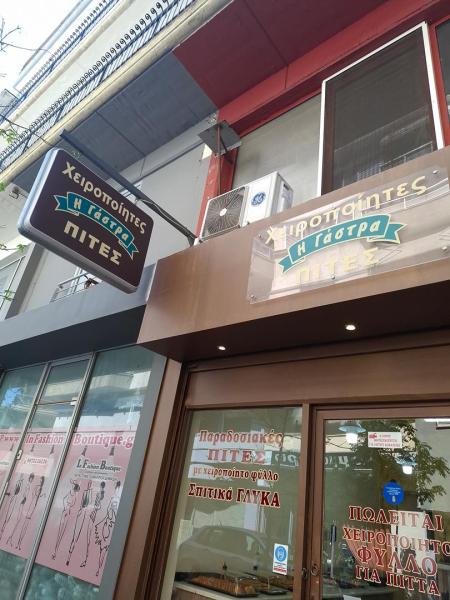 Χειροποίητες
Η Γάστρα
ΠΙΤΕΣ
Χειροποίητες
Η Γάστρα
ΠΙΤΕΣ
Παραδοσιακές
ΠΙΤΕΣ
με χειροποίητο φύλλο
Σπιτικά ΓΛΥΚΑ
ΠΩΛΕΙΤΑΙ
ΧΕΙΡΟΠΟΙΗΤΟ
ΦΥΛΛΟ
ΓΙΑ ΠΙΤΤΑ
InFashion Boutique.g
Fashion Boutique